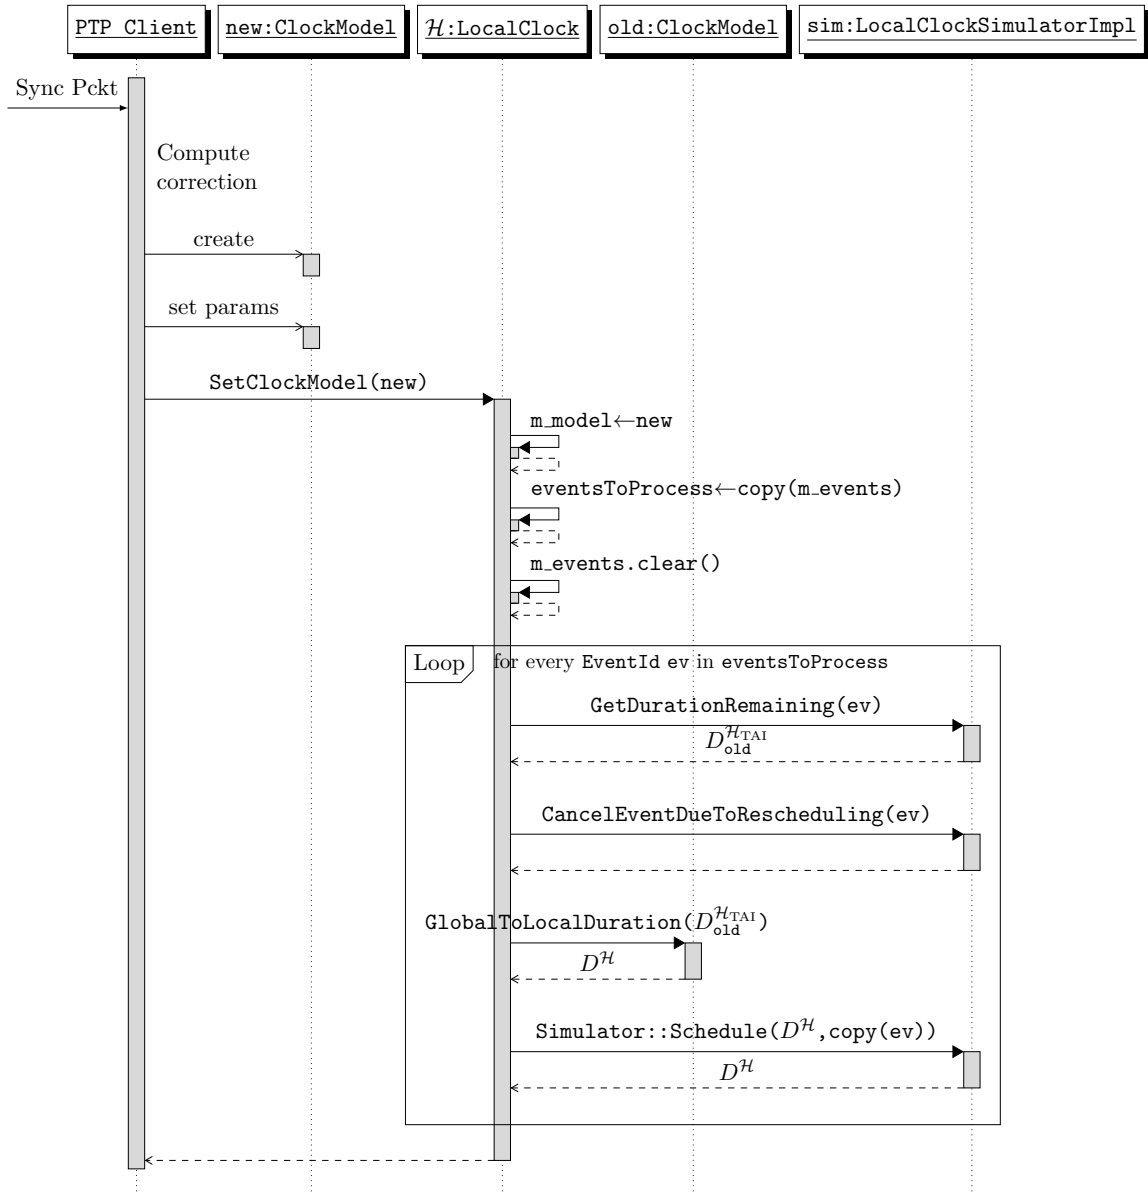 PTP Client
new:ClockModel
ℋ:LocalClock
old:ClockModel
sim:LocalClockSimulatorImpl
Sync Pckt
Compute
correction
create
set params
SetClockModel(new)
m_model←new
eventsToProcess←copy(m_events)
m_events.clear()
Loop
for every EventId ev in eventsToProcess
GetDurationRemaining(ev)
D_old^ℋ_TAI
CancelEventDueToRescheduling(ev)
GlobalToLocalDuration(D_old^ℋ_TAI)
D^ℋ
Simulator::Schedule(D^ℋ,copy(ev))
D^ℋ